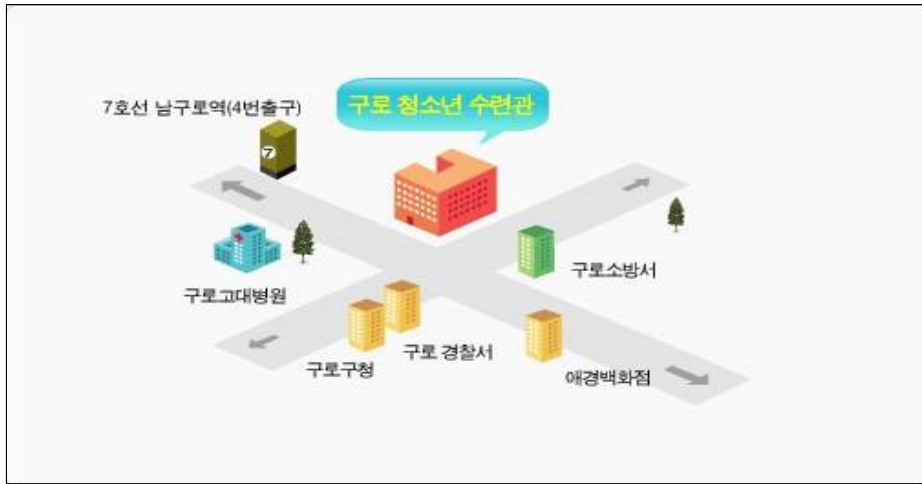 구로 청소년 수련관
7호선 남구로역(4번출구)
7
구로소방서
구로고대병원
구로 경찰서
구로구청
애경백화점